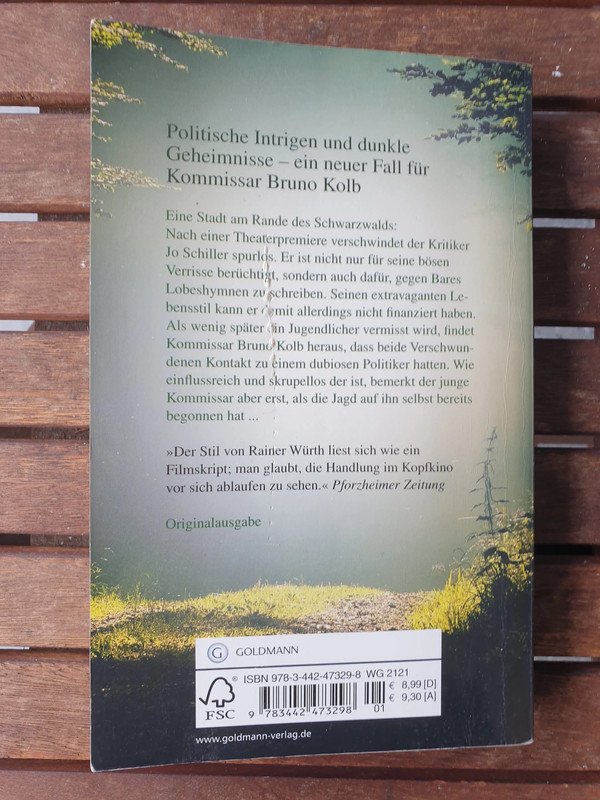 Politische Intrigen und dunkle
Geheimnisse – ein neuer Fall für
Kommissar Bruno Kolb
Eine Stadt am Rande des Schwarzwalds:
Nach einer Theaterpremiere verschwindet der Kritiker
Jo Schiller spurlos. Er ist nicht nur für seine bösen
Verrisse berüchtigt, sondern auch dafür, gegen Bares
Lobeshymnen zu schreiben. Seinen extravaganten Le-
bensstil kann er mit allerdings nicht finanziert haben.
Als wenig später ein Jugendlicher vermisst wird, findet
Kommissar Bruno Kolb heraus, dass beide Verschwun-
denen Kontakt zu einem dubiosen Politiker hatten. Wie
einflussreich und skrupellos der ist, bemerkt der junge
Kommissar aber erst, als die Jagd auf ihn selbst bereits
begonnen hat ...
»Der Stil von Rainer Würth liest sich wie ein
Filmskript; man glaubt, die Handlung im Kopfkino
vor sich ablaufen zu sehen.« Pforzheimer Zeitung
Originalausgabe
G GOLDMANN
ISBN 978-3-442-47329-8 WG 2121
€ 8,99 [D]
€ 9,30 [A]
FSC
9 783442 473298
01
www.goldmann-verlag.de